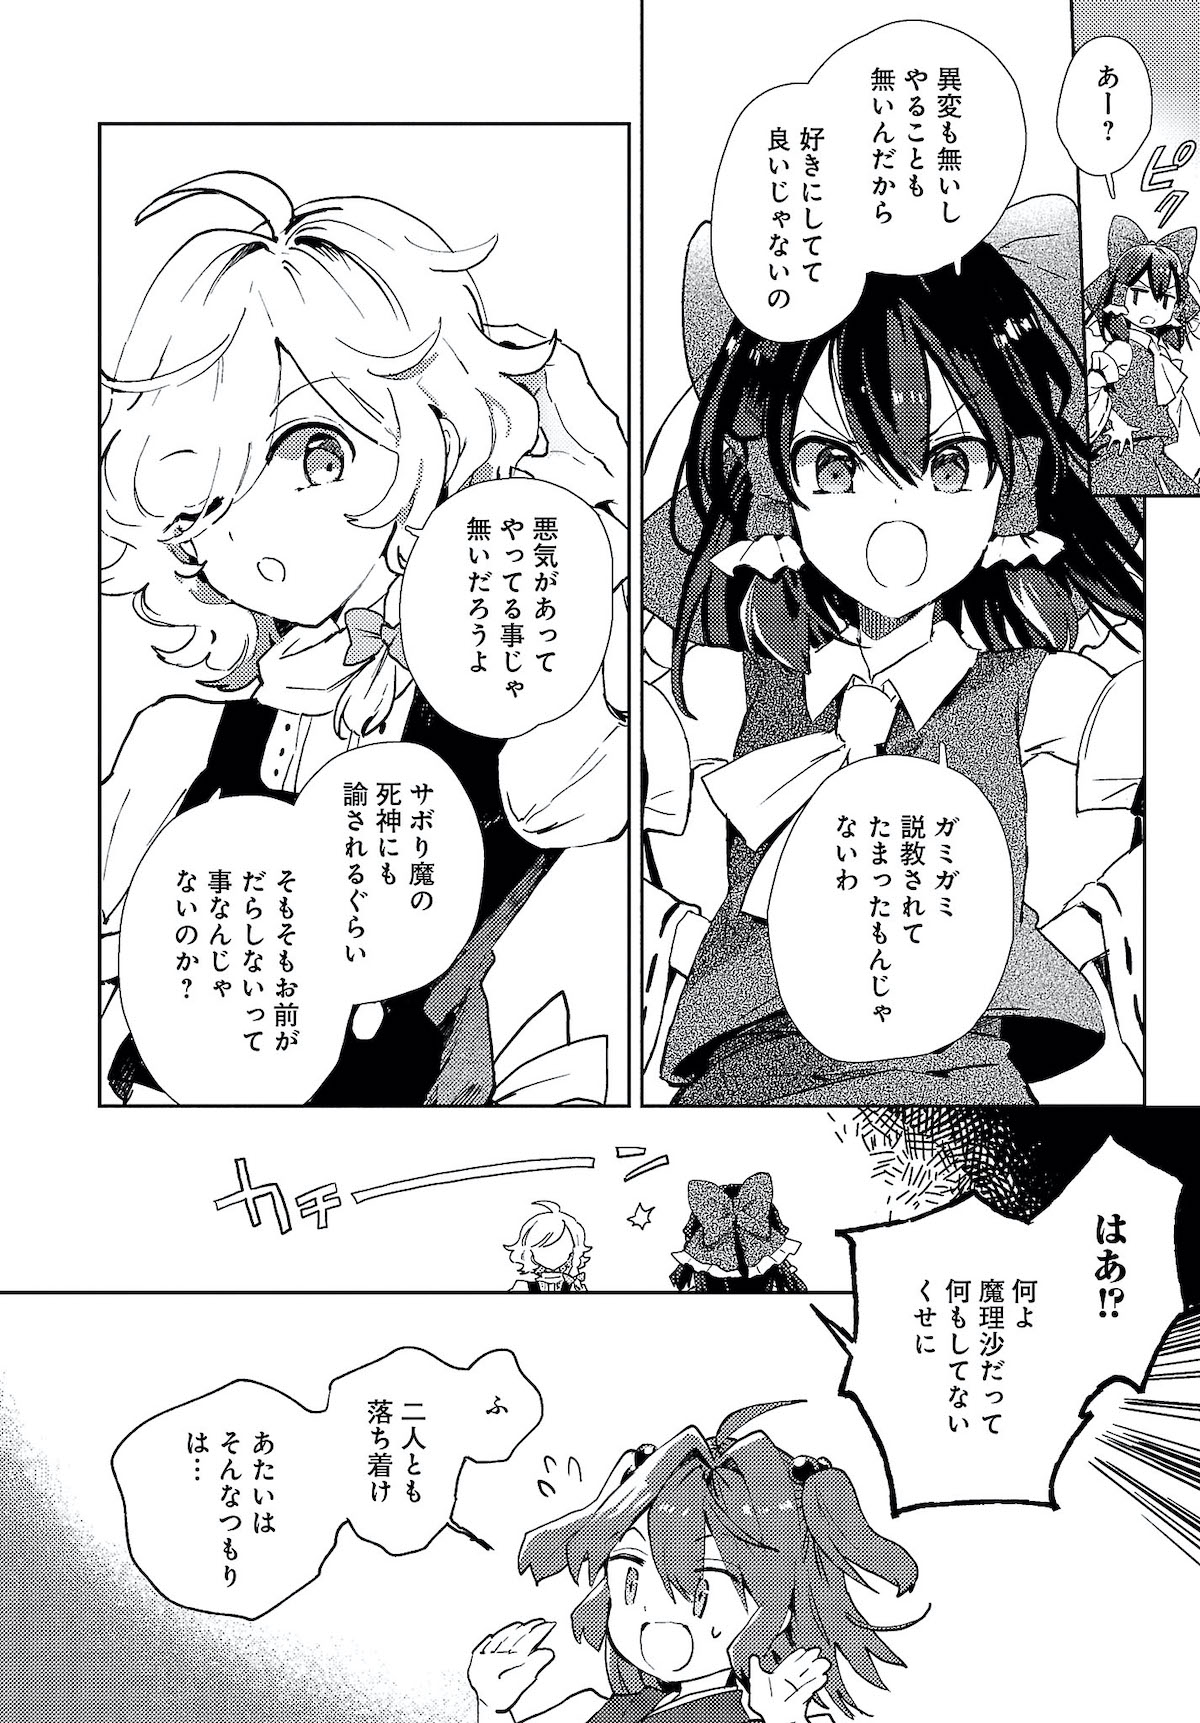 あー？
ピク
異変も無いし
やることも
無いんだから
好きにしてて
良いじゃないの
ガミガミ
説教されて
たまったもんじゃ
ないわ
悪気があって
やってる事じゃ
無いだろうよ
サボり魔の
死神にも
諭されるぐらい
そもそもお前が
だらしないって
事なんじゃ
ないのか？
はあ!?
何よ
魔理沙だって
何もしてない
くせに
カチーン
ふ
二人とも
落ち着け
あたいは
そんなつもり
は…